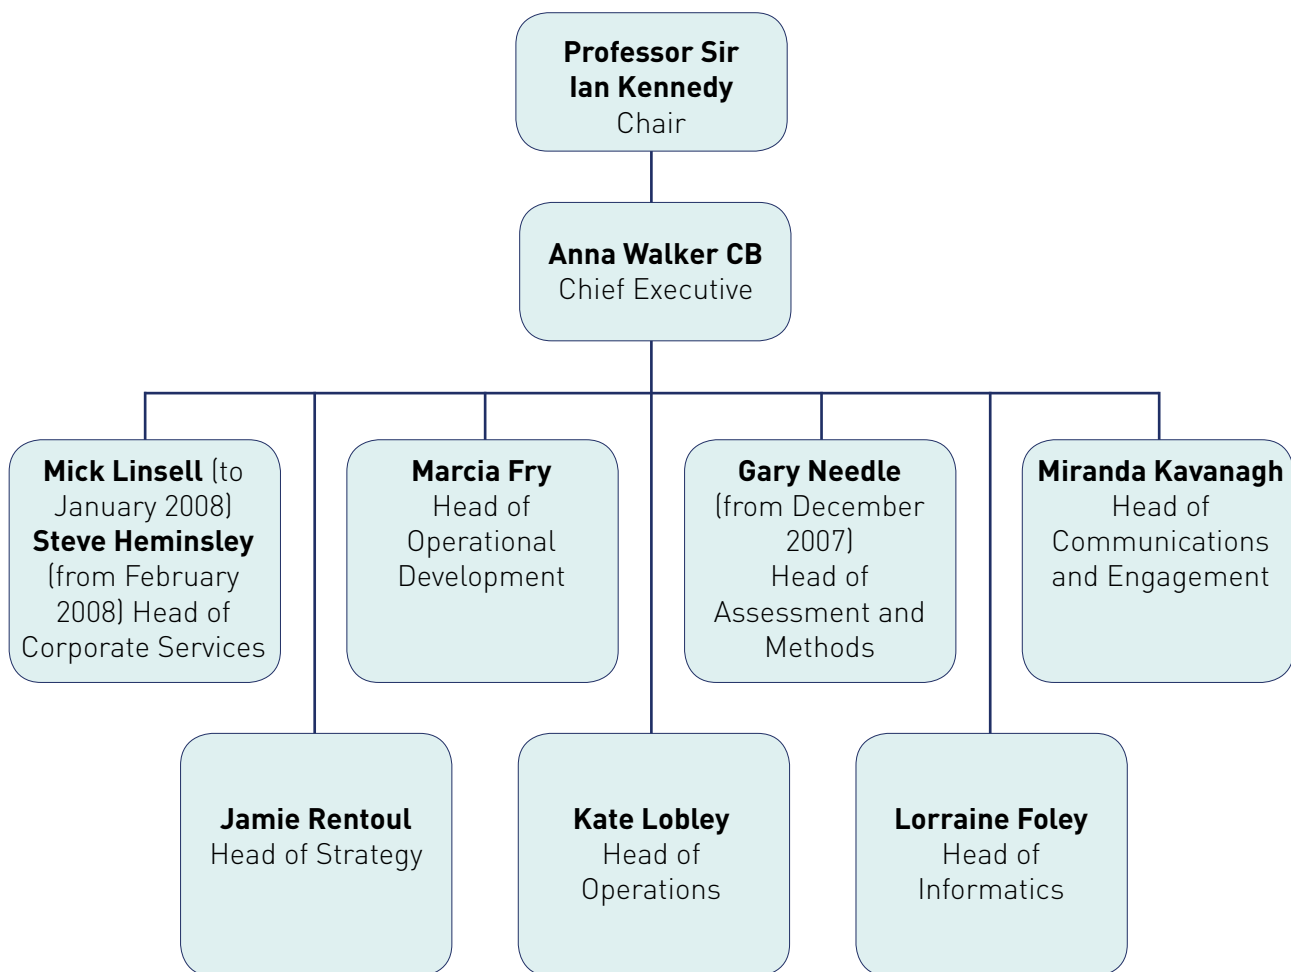 Professor Sir
Ian Kennedy
Chair
Anna Walker CB
Chief Executive
Mick Linsell (to
January 2008)
Steve Heminsley
(from February
2008) Head of
Corporate Services
Marcia Fry
Head of
Operational
Development
Gary Needle
(from December
2007)
Head of
Assessment and
Methods
Miranda Kavanagh
Head of
Communications
and Engagement
Jamie Rentoul
Head of Strategy
Kate Lobley
Head of
Operations
Lorraine Foley
Head of
Informatics